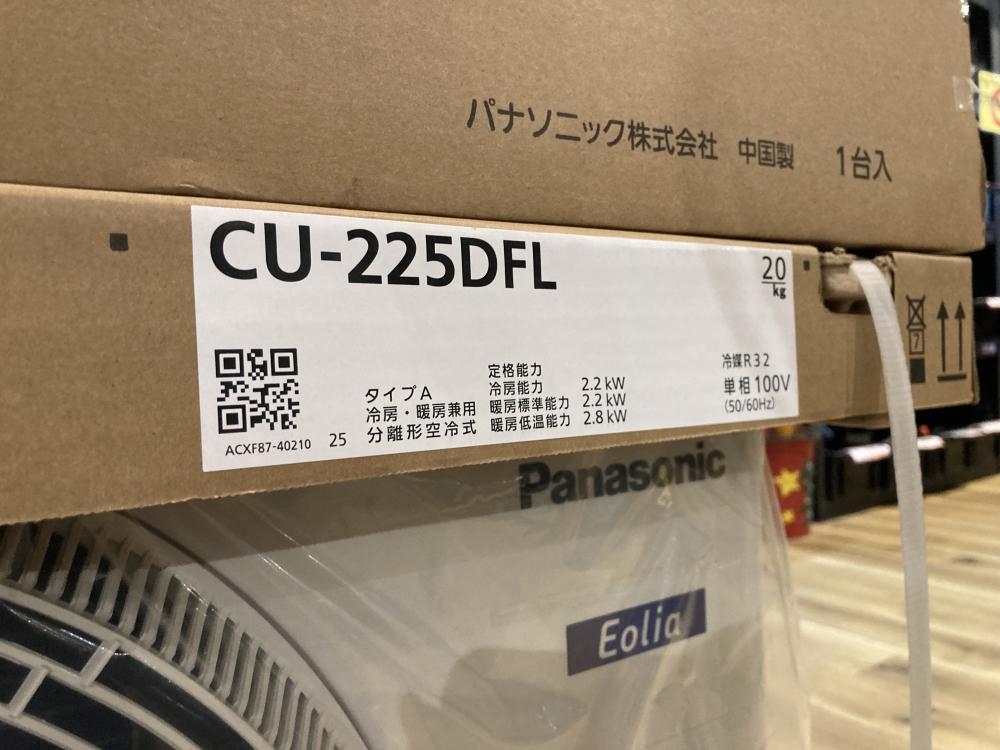 パナソニック株式会社 中国製 1台入
CU-225DFL
20
kg
7
定格能力
タイプA 冷房能力 2.2 kW
冷房・暖房兼用 暖房標準能力 2.2 kW
分離形空冷式 暖房低温能力 2.8 kW
冷媒R32
単相100V
(50/60Hz)
ACXF87-40210 25
Panasonic
Eolia